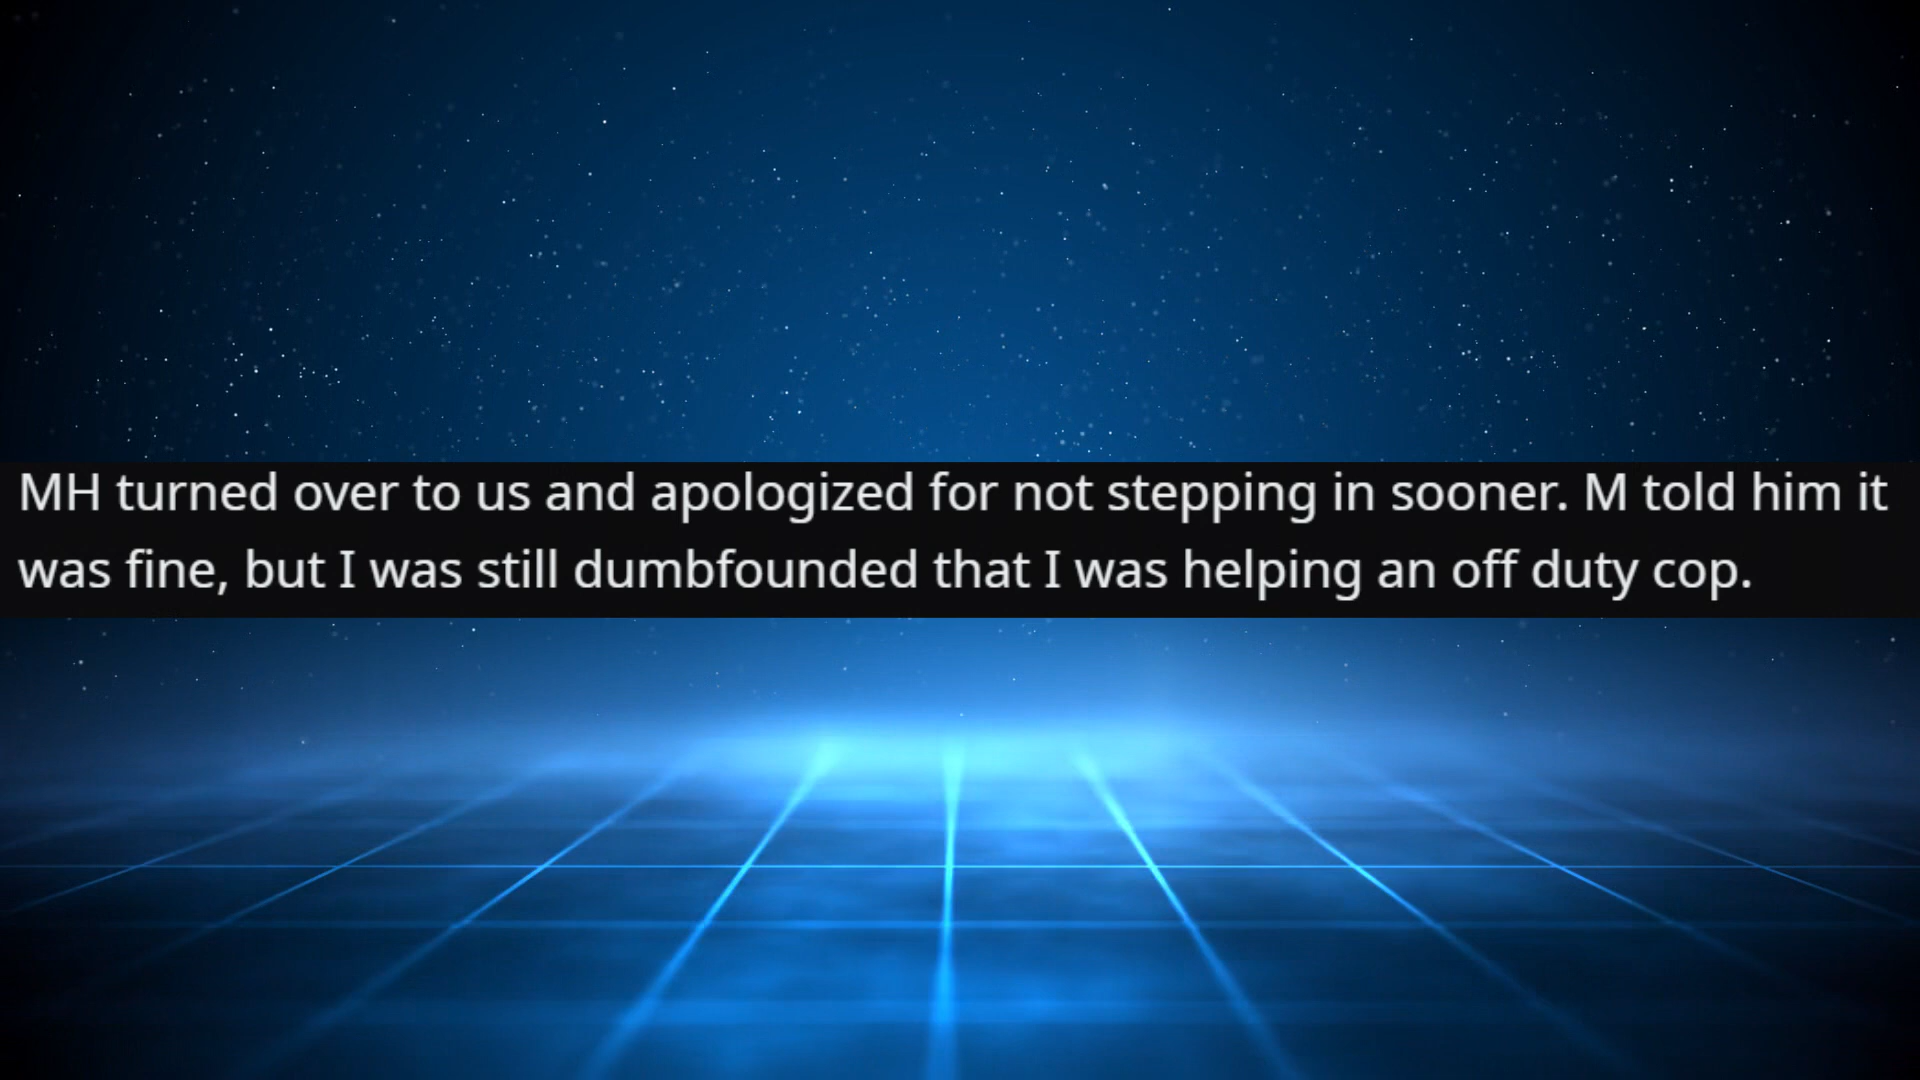 MH turned over to us and apologized for not stepping in sooner. M told him it
was fine, but I was still dumbfounded that I was helping an off duty cop.